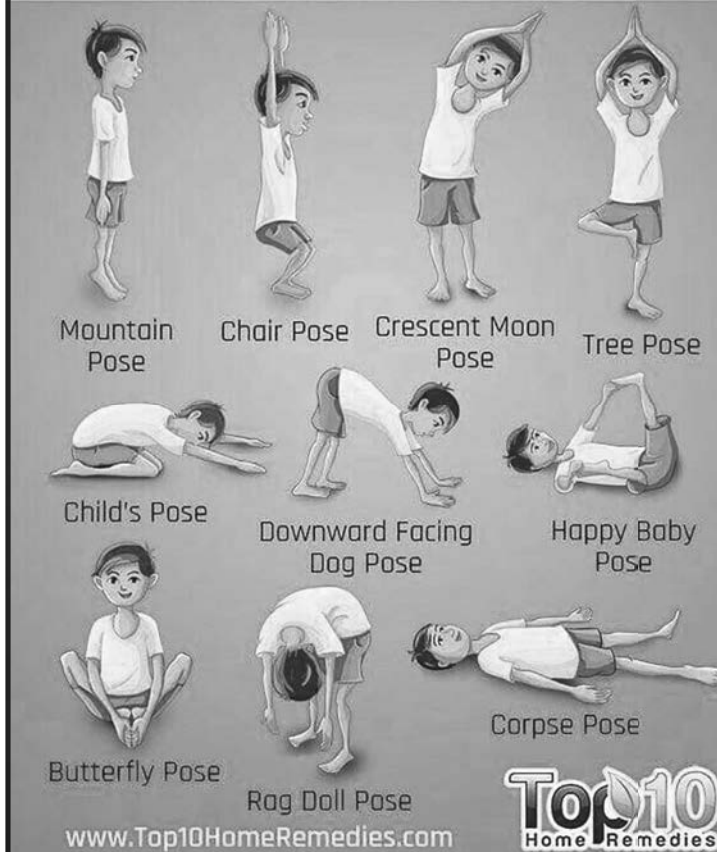 Mountain
Pose
Chair Pose
Crescent Moon
Pose
Tree Pose
Child's Pose
Downward Facing
Dog Pose
Happy Baby
Pose
Butterfly Pose
Rag Doll Pose
Corpse Pose
www.Top10HomeRemedies.com
Top10
Home Remedies